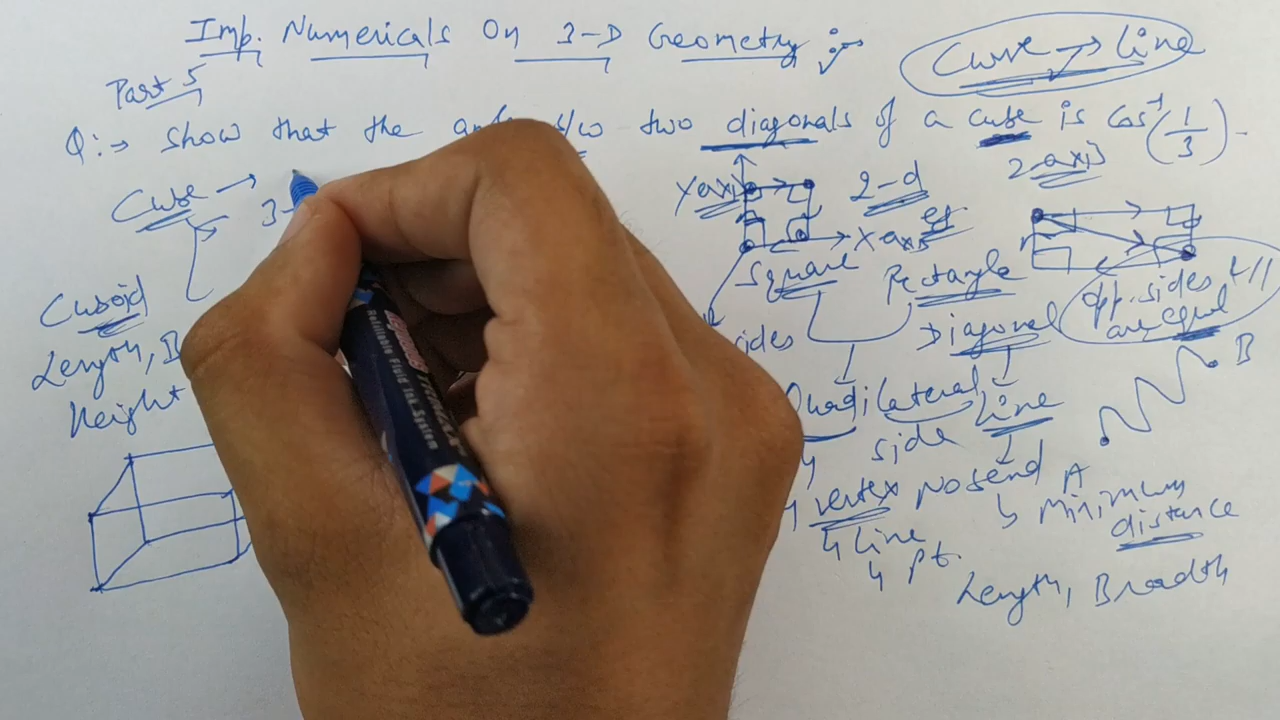 Imp. Numericals On 3-D Geometry :-
Curve → line
Part 5
Q:→ Show that the b/w two diagonals of a cube is Cos⁻¹(1/3).
Cube → 3-
Y axis
2-d
2-axis
X axis
Square
Rectangle
Opp. sides || are equal
Cuboid
Length, B
Height
sides
Diagonal
B
Quadilateral
side
line
4 vertex
No send
A
4 line
4 pt.
Minimum distance
Length, Breadth